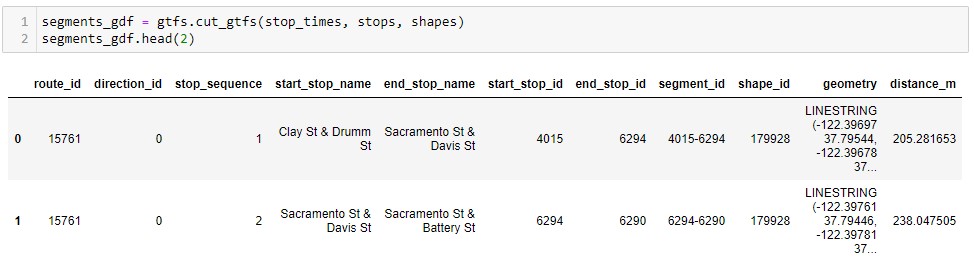 1 segments_gdf = gtfs.cut_gtfs(stop_times, stops, shapes)
2 segments_gdf.head(2)
route_id direction_id stop_sequence start_stop_name end_stop_name start_stop_id end_stop_id segment_id shape_id geometry distance_m
0 15761 0 1 Clay St & Drumm St Sacramento St & Davis St 4015 6294 4015-6294 179928 LINESTRING (-122.39697 37.79544, -122.39678 37... 205.281653
1 15761 0 2 Sacramento St & Davis St Sacramento St & Battery St 6294 6290 6294-6290 179928 LINESTRING (-122.39761 37.79446, -122.39781 37... 238.047505